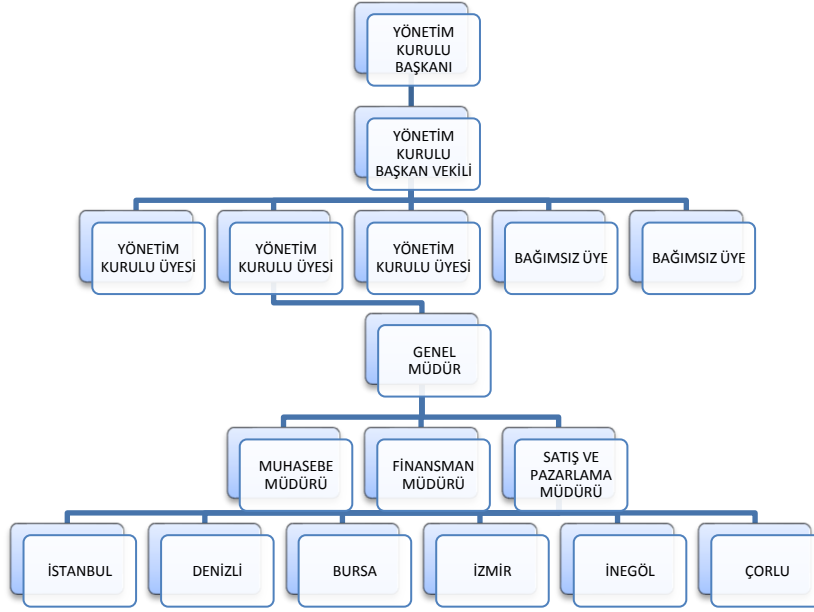 YÖNETİM
KURULU
BAŞKANI
YÖNETİM
KURULU
BAŞKAN VEKİLİ
YÖNETİM
KURULU ÜYESİ
YÖNETİM
KURULU ÜYESİ
YÖNETİM
KURULU ÜYESİ
BAĞIMSIZ ÜYE
BAĞIMSIZ ÜYE
GENEL
MÜDÜR
MUHASEBE
MÜDÜRÜ
FİNANSMAN
MÜDÜRÜ
SATIŞ VE
PAZARLAMA
MÜDÜRÜ
İSTANBUL
DENİZLİ
BURSA
İZMİR
İNEGÖL
ÇORLU